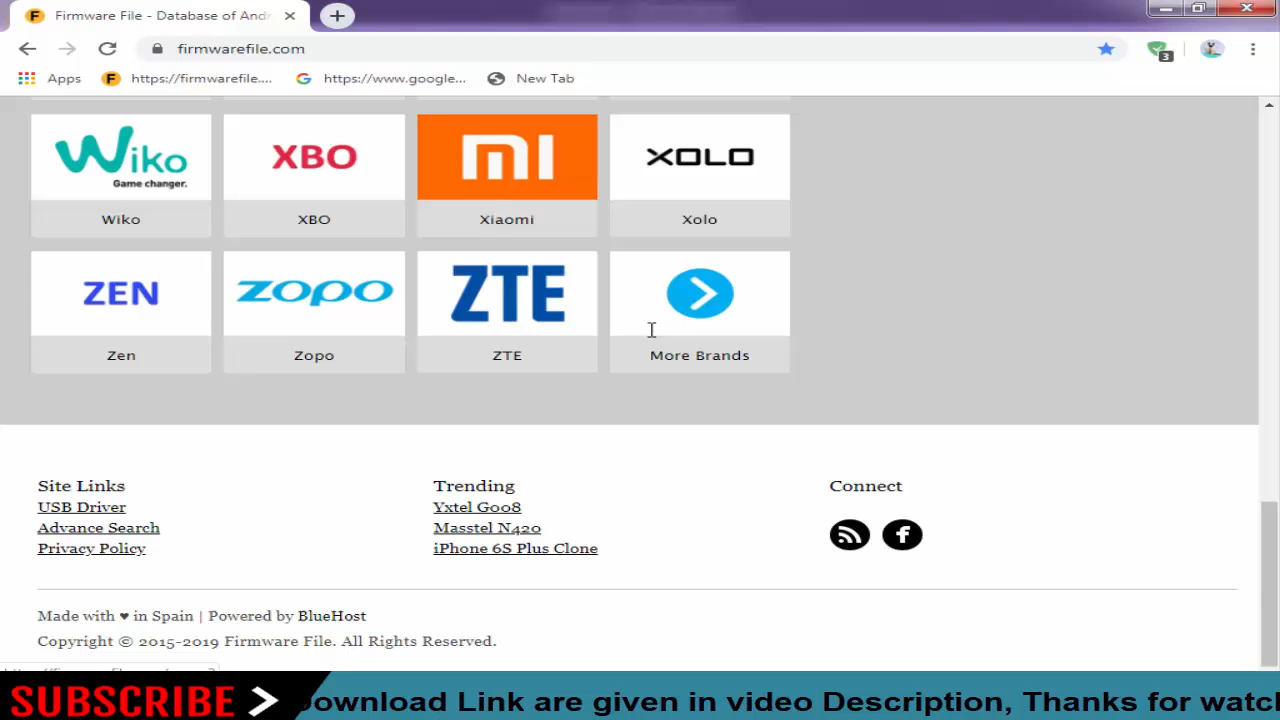 Firmware File - Database of Andr
firmwarefile.com
3
Apps
https://firmwarefile....
https://www.google...
New Tab
Wiko
Game changer.
XBO
XOLO
Wiko
XBO
Xiaomi
Xolo
ZEN
ZOPO
ZTE
Zen
Zopo
ZTE
More Brands
Site Links
Trending
Connect
USB Driver
Yxtel G008
Advance Search
Masstel N420
Privacy Policy
iPhone 6S Plus Clone
Made with ♥ in Spain | Powered by BlueHost
Copyright © 2015-2019 Firmware File. All Rights Reserved.
SUBSCRIBE
Download Link are given in video Description, Thanks for watch